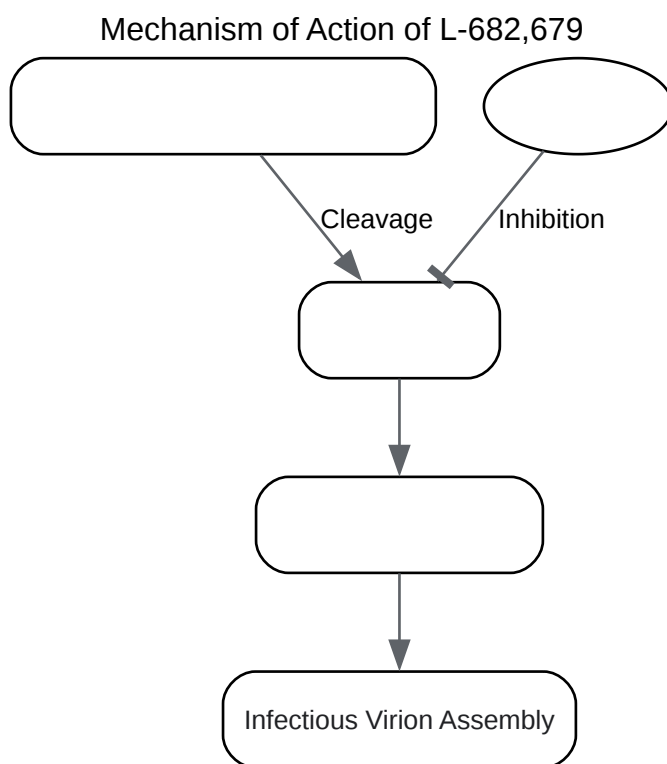 Mechanism of Action of L-682,679
Cleavage
Inhibition
Infectious Virion Assembly